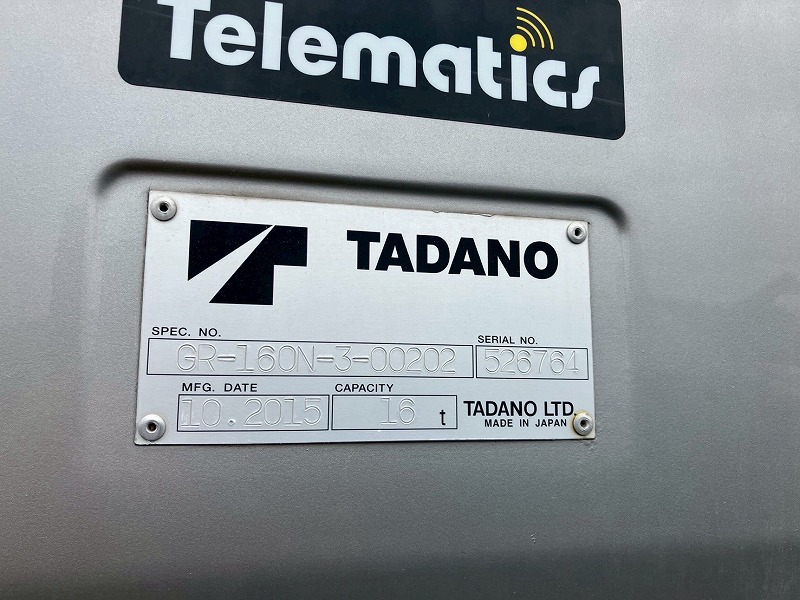 Telematics
TADANO
SPEC. NO.
SERIAL NO.
GR-160N-3-00202
526764
MFG. DATE
CAPACITY
10.2015
16 t
TADANO LTD.
MADE IN JAPAN